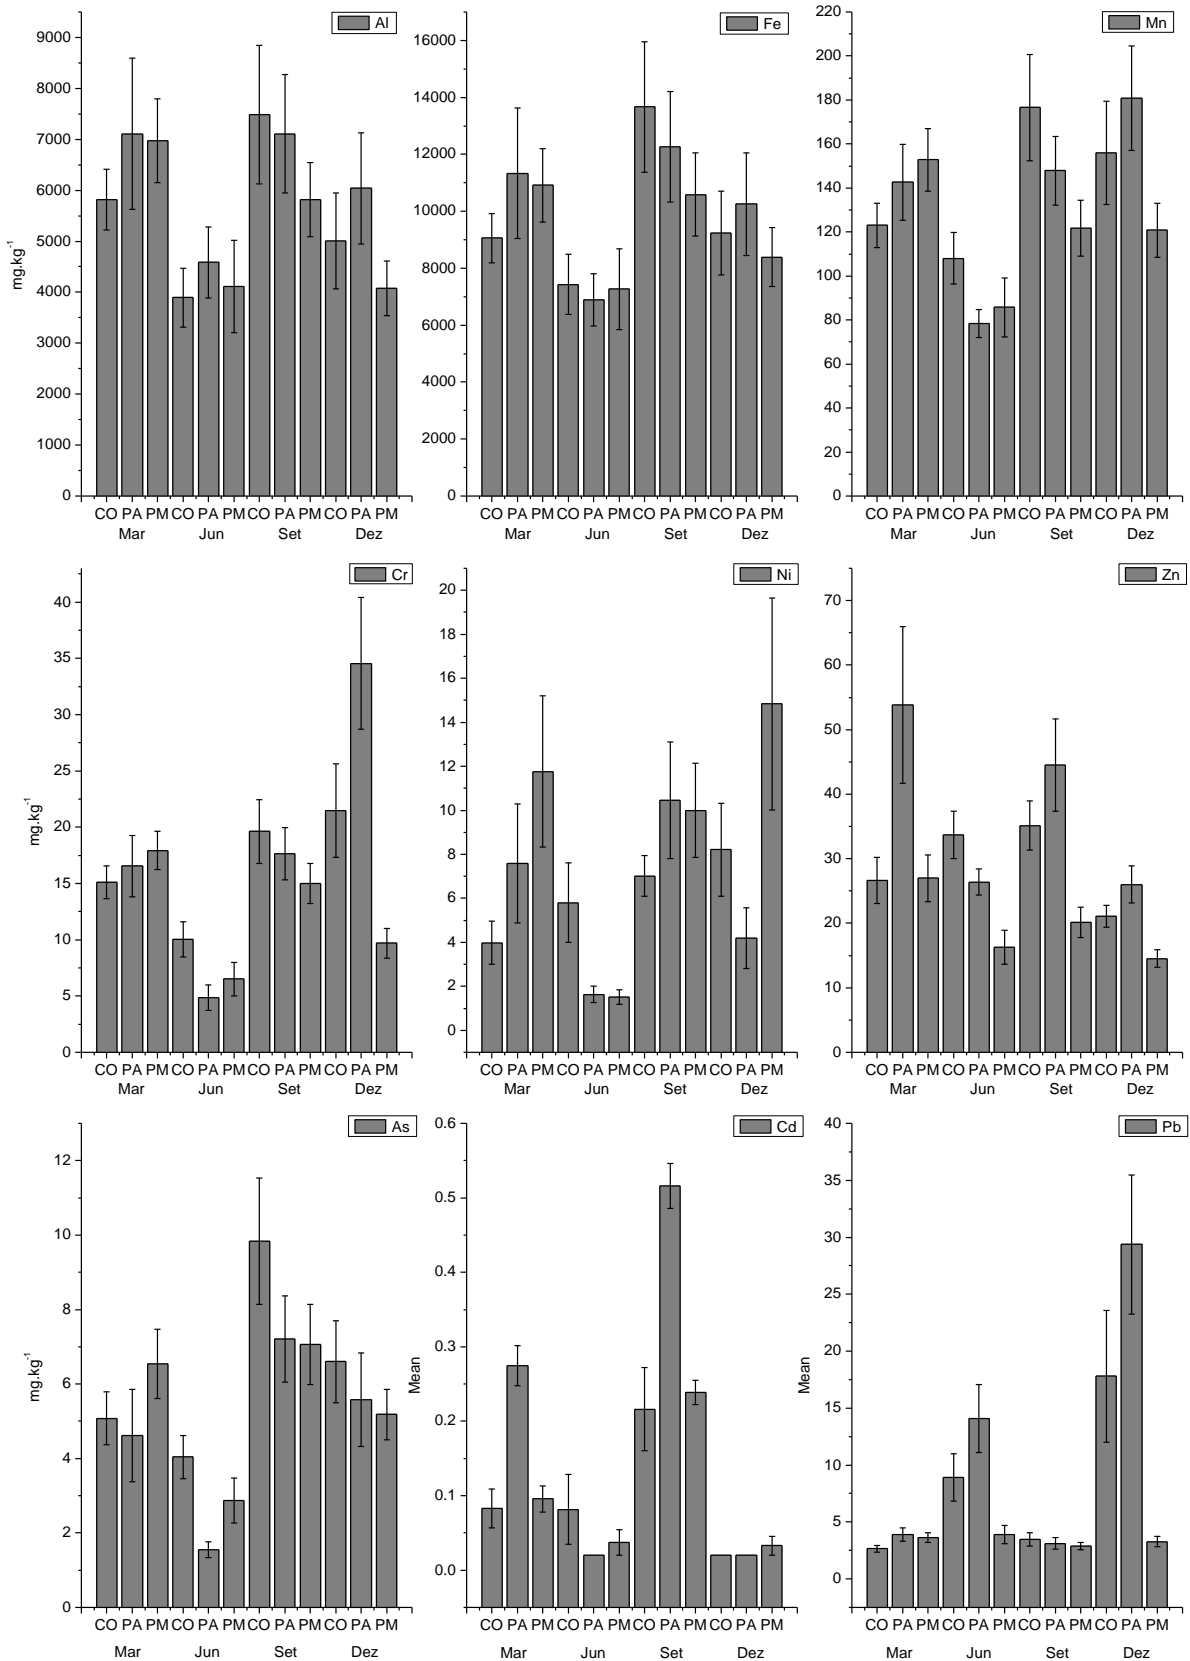 Al
9000
8000
7000
6000
5000
4000
3000
2000
1000
0
mg.kg-1
CO PA PM CO PA PM CO PA PM CO PA PM
Mar Jun Set Dez
Fe
16000
14000
12000
10000
8000
6000
4000
2000
0
CO PA PM CO PA PM CO PA PM CO PA PM
Mar Jun Set Dez
Mn
220
200
180
160
140
120
100
80
60
40
20
0
CO PA PM CO PA PM CO PA PM CO PA PM
Mar Jun Set Dez
Cr
40
35
30
25
20
15
10
5
0
mg.kg-1
CO PA PM CO PA PM CO PA PM CO PA PM
Mar Jun Set Dez
Ni
20
18
16
14
12
10
8
6
4
2
0
CO PA PM CO PA PM CO PA PM CO PA PM
Mar Jun Set Dez
Zn
70
60
50
40
30
20
10
0
CO PA PM CO PA PM CO PA PM CO PA PM
Mar Jun Set Dez
As
12
10
8
6
4
2
0
mg.kg-1
CO PA PM CO PA PM CO PA PM CO PA PM
Mar Jun Set Dez
Cd
0.6
0.5
0.4
0.3
0.2
0.1
0.0
Mean
CO PA PM CO PA PM CO PA PM CO PA PM
Mar Jun Set Dez
Pb
40
35
30
25
20
15
10
5
0
Mean
CO PA PM CO PA PM CO PA PM CO PA PM
Mar Jun Set Dez